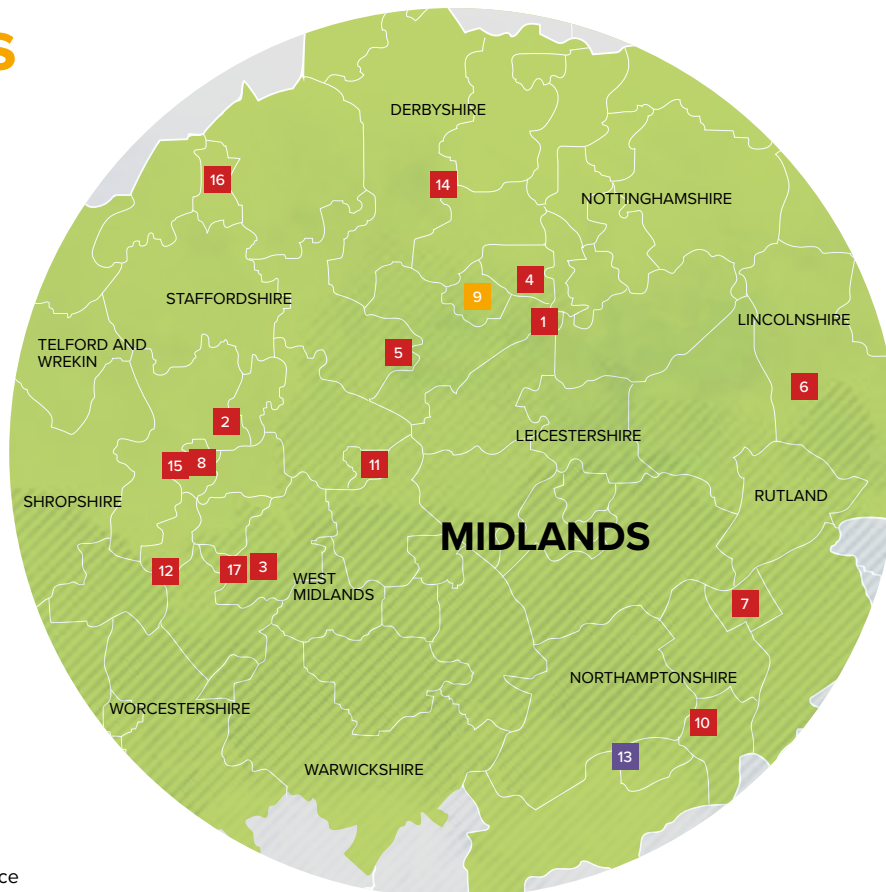 s
DERBYSHIRE
16
14
NOTTINGHAMSHIRE
4
STAFFORDSHIRE
9
1
LINCOLNSHIRE
TELFORD AND
WREKIN
5
6
2
LEICESTERSHIRE
15
8
11
SHROPSHIRE
RUTLAND
MIDLANDS
12
17
3
WEST
MIDLANDS
7
NORTHAMPTONSHIRE
WORCESTERSHIRE
10
13
WARWICKSHIRE
ce